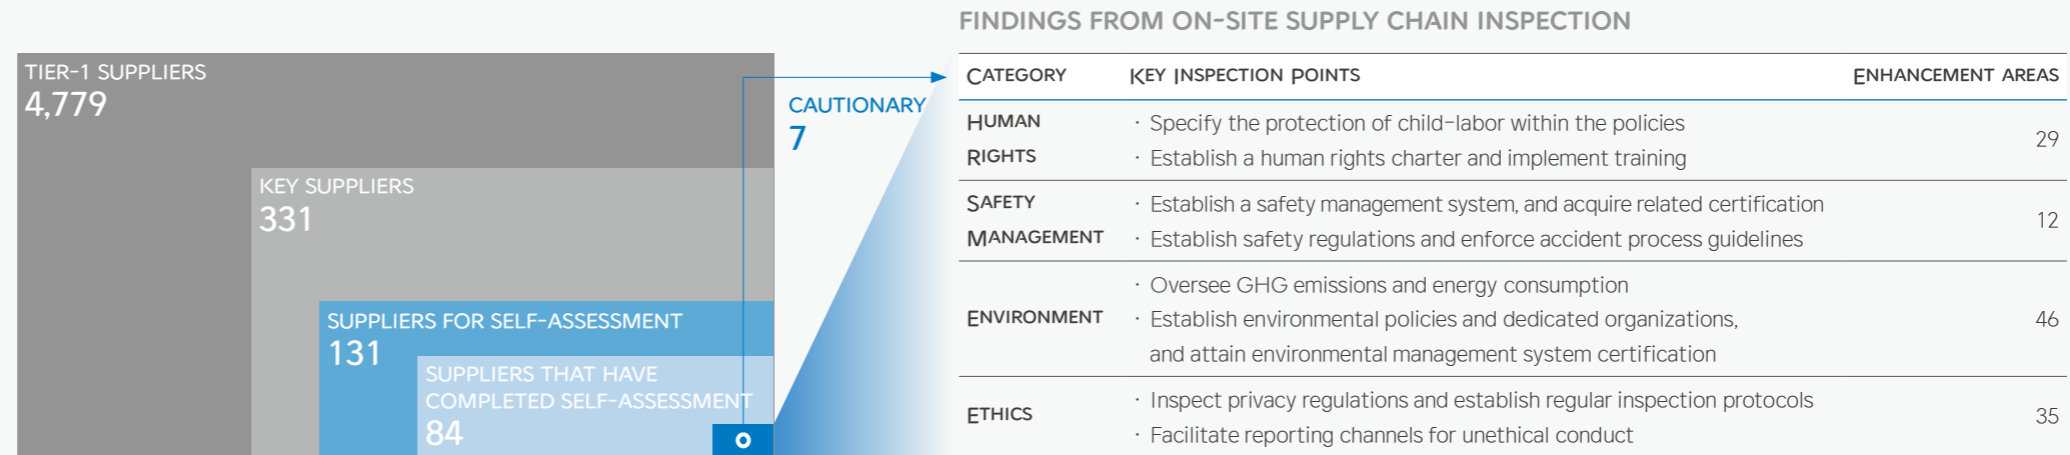 FINDINGS FROM ON-SITE SUPPLY CHAIN INSPECTION
TIER-1 SUPPLIERS
4,779
KEY SUPPLIERS
331
SUPPLIERS FOR SELF-ASSESSMENT
131
SUPPLIERS THAT HAVE
COMPLETED SELF-ASSESSMENT
84
CAUTIONARY
7
CATEGORY KEY INSPECTION POINTS ENHANCEMENT AREAS
HUMAN RIGHTS
· Specify the protection of child-labor within the policies
· Establish a human rights charter and implement training
29
SAFETY MANAGEMENT
· Establish a safety management system, and acquire related certification
· Establish safety regulations and enforce accident process guidelines
12
ENVIRONMENT
· Oversee GHG emissions and energy consumption
· Establish environmental policies and dedicated organizations,
and attain environmental management system certification
46
ETHICS
· Inspect privacy regulations and establish regular inspection protocols
· Facilitate reporting channels for unethical conduct
35